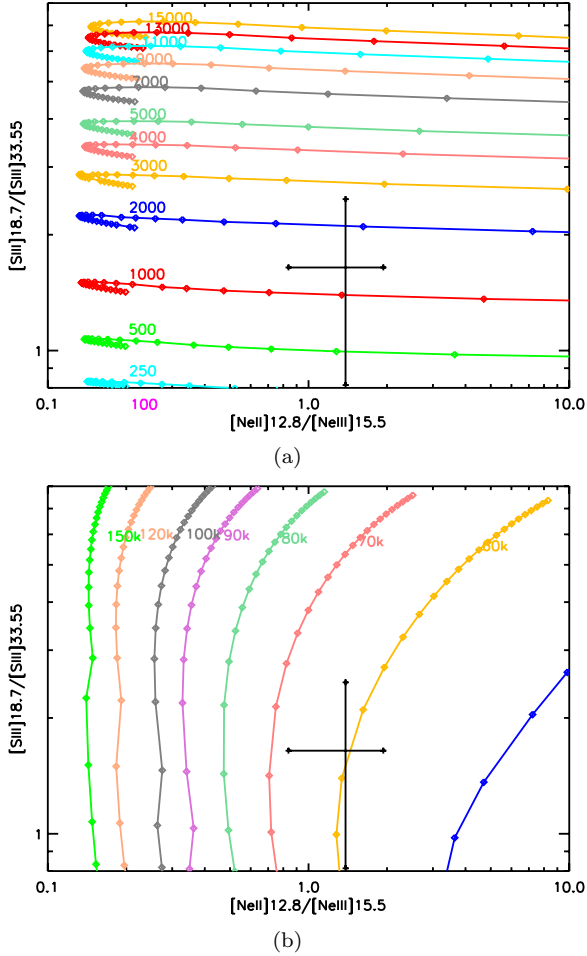 15000
13000
11000
9000
7000
5000
4000
3000
2000
1000
500
250
100
[SIII]18.7/[SIII]33.55
1
0.1 1.0 10.0
[NeII]12.8/[NeIII]15.5
(a)
150k 120k 100k 90k 80k 70k 60k
[SIII]18.7/[SIII]33.55
1
0.1 1.0 10.0
[NeII]12.8/[NeIII]15.5
(b)